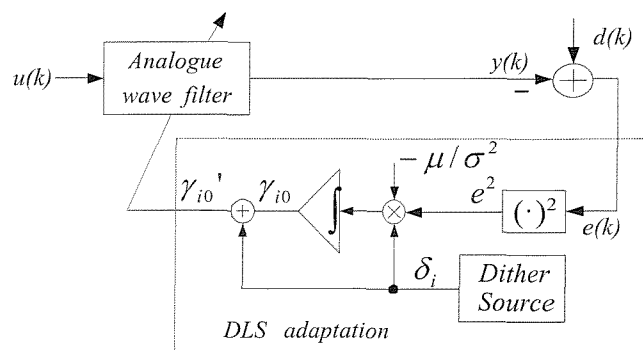 Analogue
wave filter
u(k)
y(k)
−
+
d(k)
− μ / σ²
γi0'
γi0
+
∫
×
e²
(·)²
e(k)
δi
Dither
Source
DLS adaptation